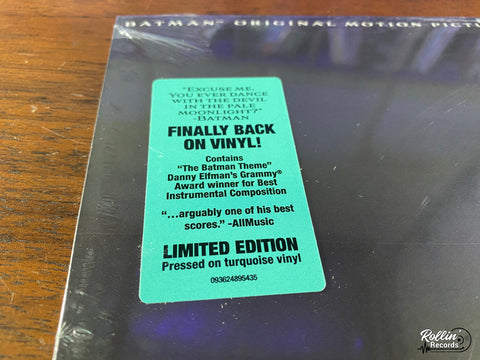 BATMAN™ ORIGINAL MOTION PICTU
"EXCUSE ME.
YOU EVER DANCE
WITH THE DEVIL
IN THE PALE
MOONLIGHT?"
-BATMAN
FINALLY BACK
ON VINYL!
Contains
"The Batman Theme"
Danny Elfman's Grammy®
Award winner for Best
Instrumental Composition
"...arguably one of his best
scores." -AllMusic
LIMITED EDITION
Pressed on turquoise vinyl
093624895435
Rollin'
Records